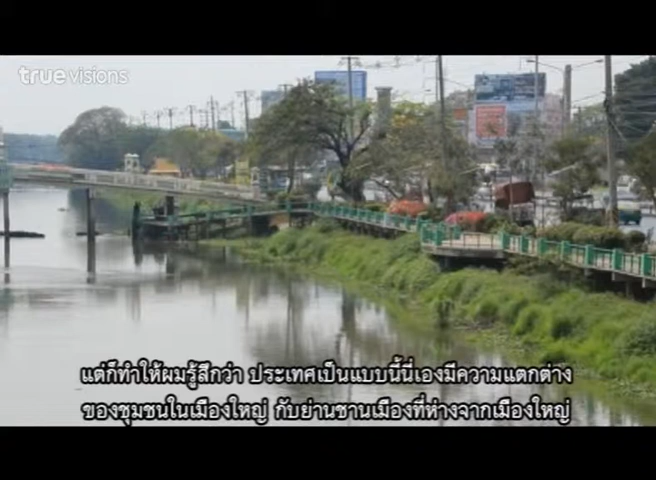 truevisions
แต่ก็ทำให้ผมรู้สึกว่า ประเทศเป็นแบบนี้นี่เองมีความแตกต่าง
ของชุมชนในเมืองใหญ่ กับย่านชานเมืองที่ห่างจากเมืองใหญ่